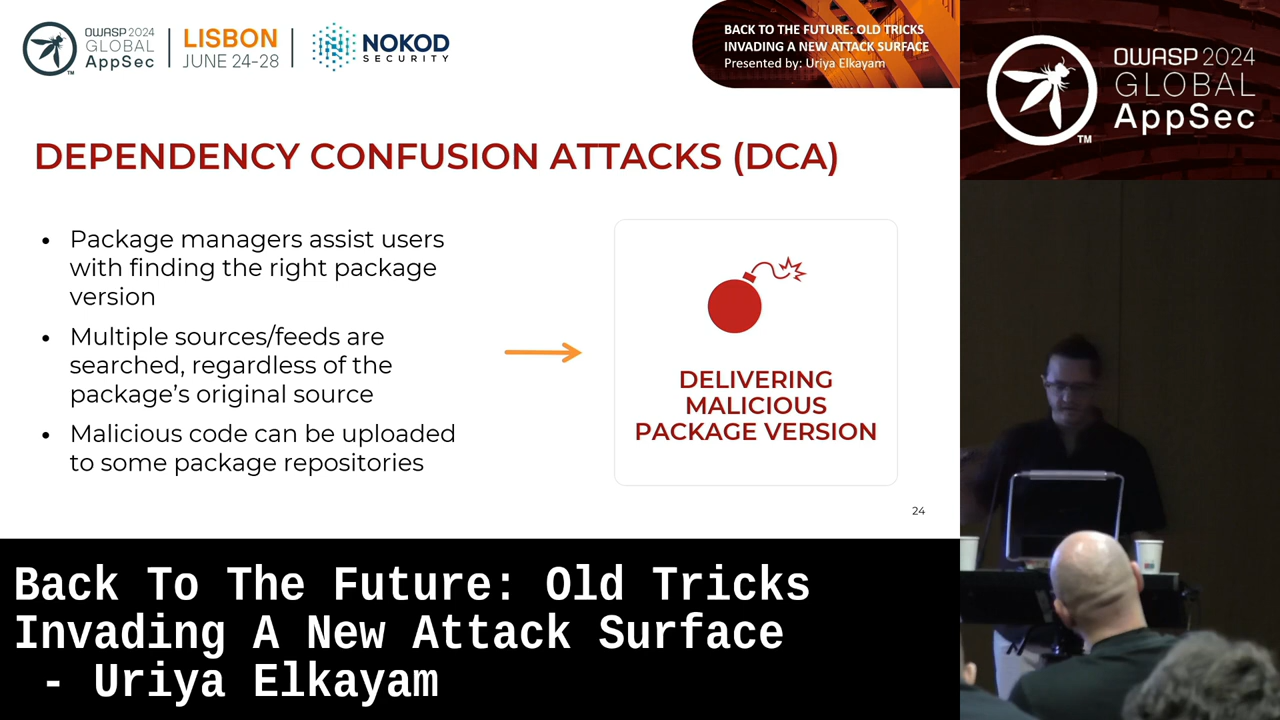 OWASP 2024
GLOBAL
AppSec
TM
LISBON
JUNE 24-28
NOKOD
SECURITY
BACK TO THE FUTURE: OLD TRICKS
INVADING A NEW ATTACK SURFACE
Presented by: Uriya Elkayam
OWASP 2024
GLOBAL
AppSec
TM
DEPENDENCY CONFUSION ATTACKS (DCA)
• Package managers assist users
with finding the right package
version
• Multiple sources/feeds are
searched, regardless of the
package’s original source
• Malicious code can be uploaded
to some package repositories
DELIVERING
MALICIOUS
PACKAGE VERSION
24
Back To The Future: Old Tricks
Invading A New Attack Surface
- Uriya Elkayam